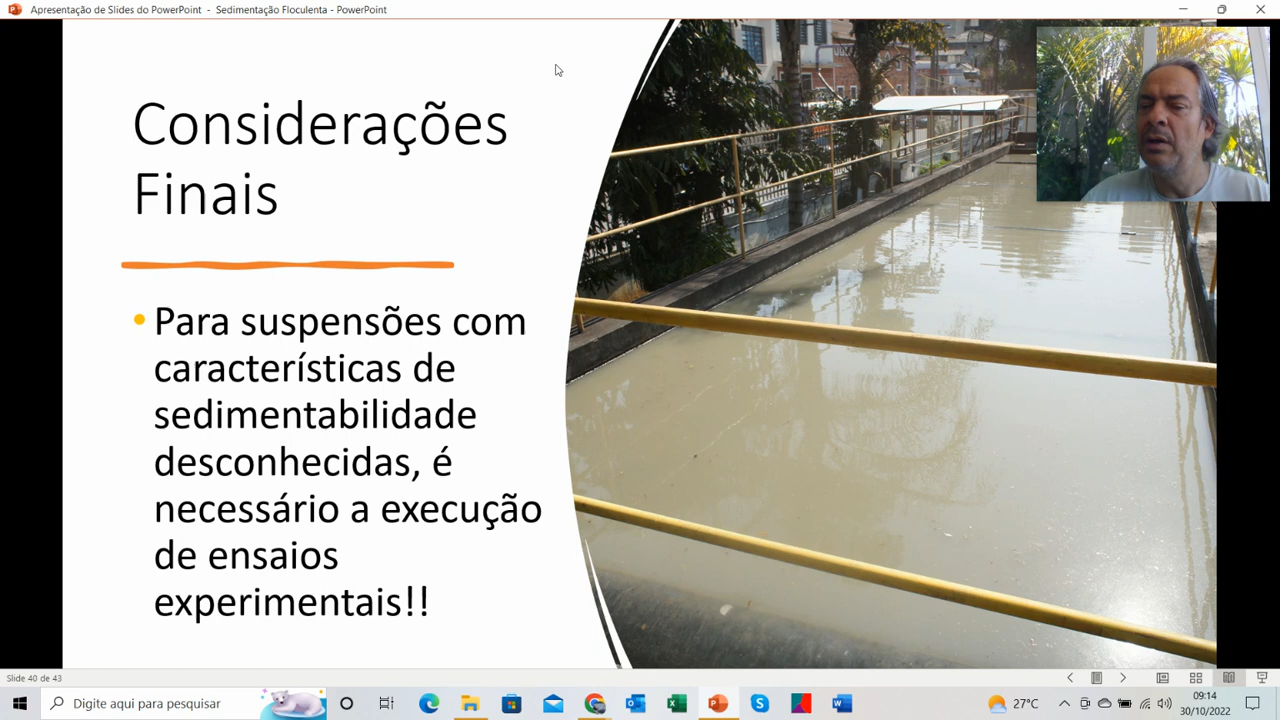 Apresentação de Slides do PowerPoint - Sedimentação Floculenta - PowerPoint
Considerações
Finais
• Para suspensões com
características de
sedimentabilidade
desconhecidas, é
necessário a execução
de ensaios
experimentais!!
Slide 40 de 43
Digite aqui para pesquisar
27°C
09:14
30/10/2022